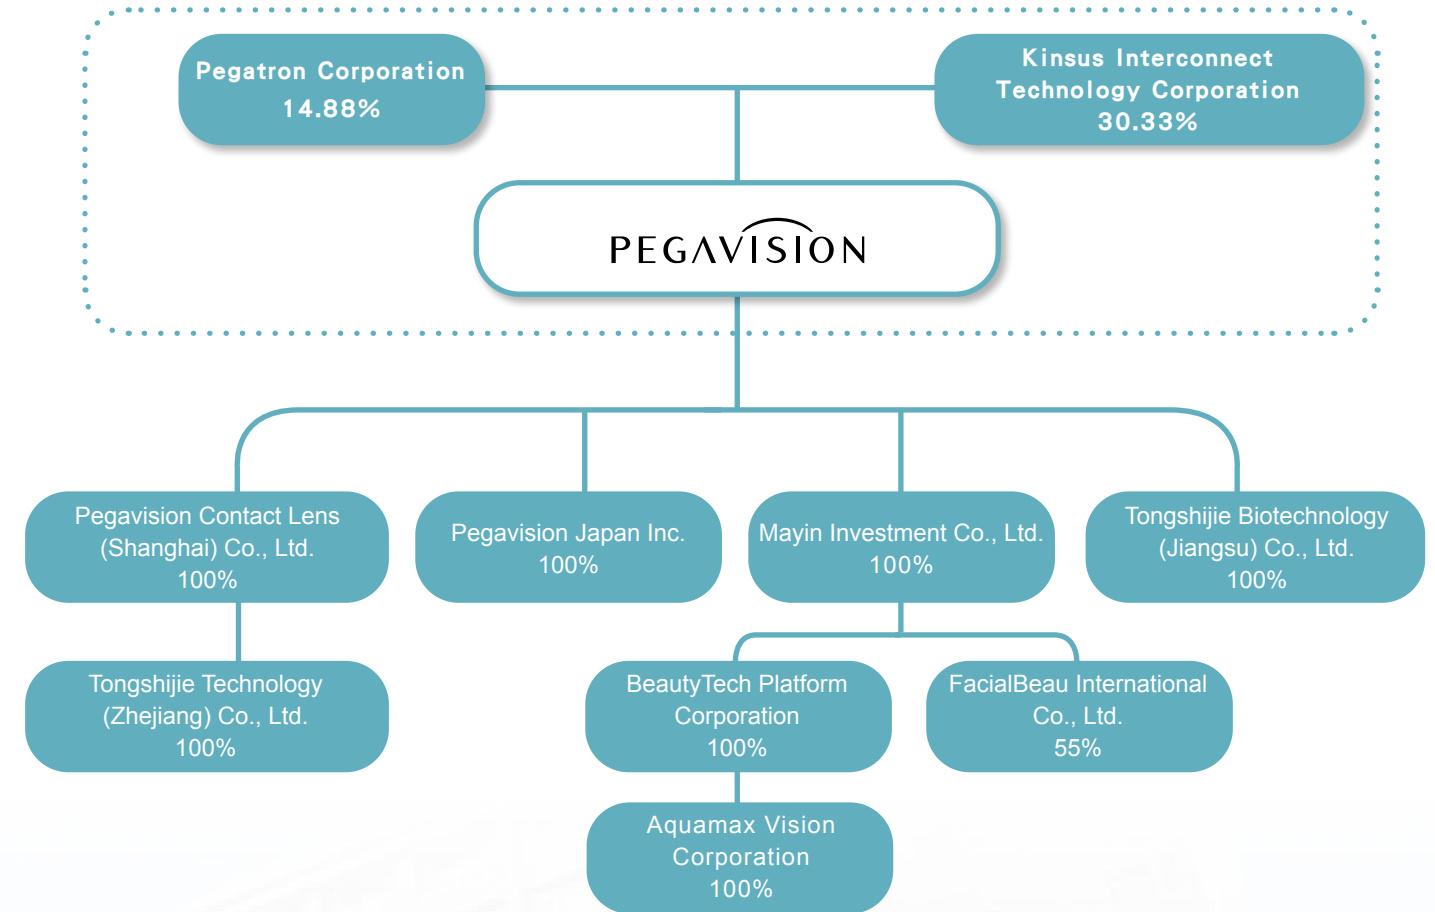 Pegatron Corporation
14.88%
Kinsus Interconnect
Technology Corporation
30.33%
PEGAVISION
Pegavision Contact Lens
(Shanghai) Co., Ltd.
100%
Pegavision Japan Inc.
100%
Mayin Investment Co., Ltd.
100%
Tongshijie Biotechnology
(Jiangsu) Co., Ltd.
100%
Tongshijie Technology
(Zhejiang) Co., Ltd.
100%
BeautyTech Platform
Corporation
100%
FacialBeau International
Co., Ltd.
55%
Aquamax Vision
Corporation
100%